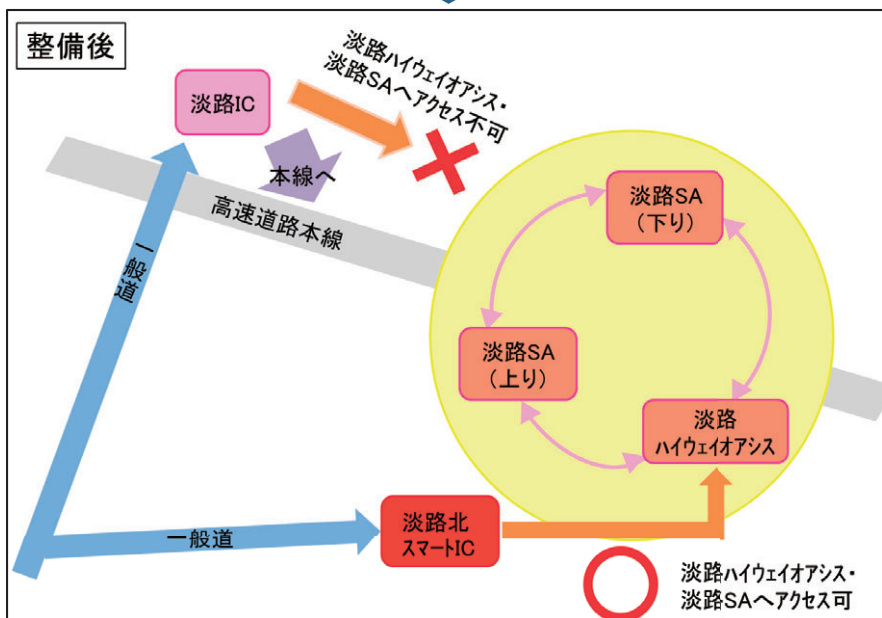 整備後
淡路IC
淡路ハイウェイオアシス・
淡路SAへアクセス不可
本線へ
高速道路本線
一般道
淡路SA
(下り)
淡路SA
(上り)
淡路
ハイウェイオアシス
一般道
淡路北
スマートIC
淡路ハイウェイオアシス・
淡路SAへアクセス可